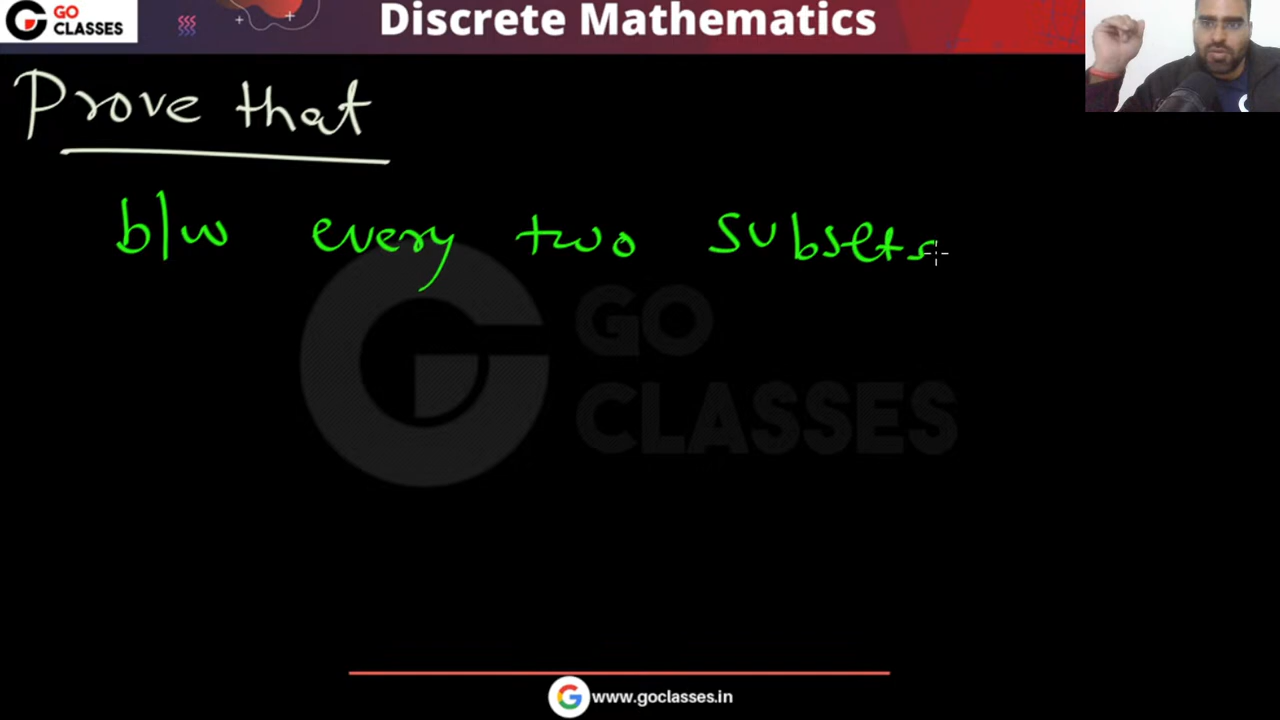 GO
CLASSES
Discrete Mathematics
Prove that
b/w every two subsets
GO
CLASSES
www.goclasses.in